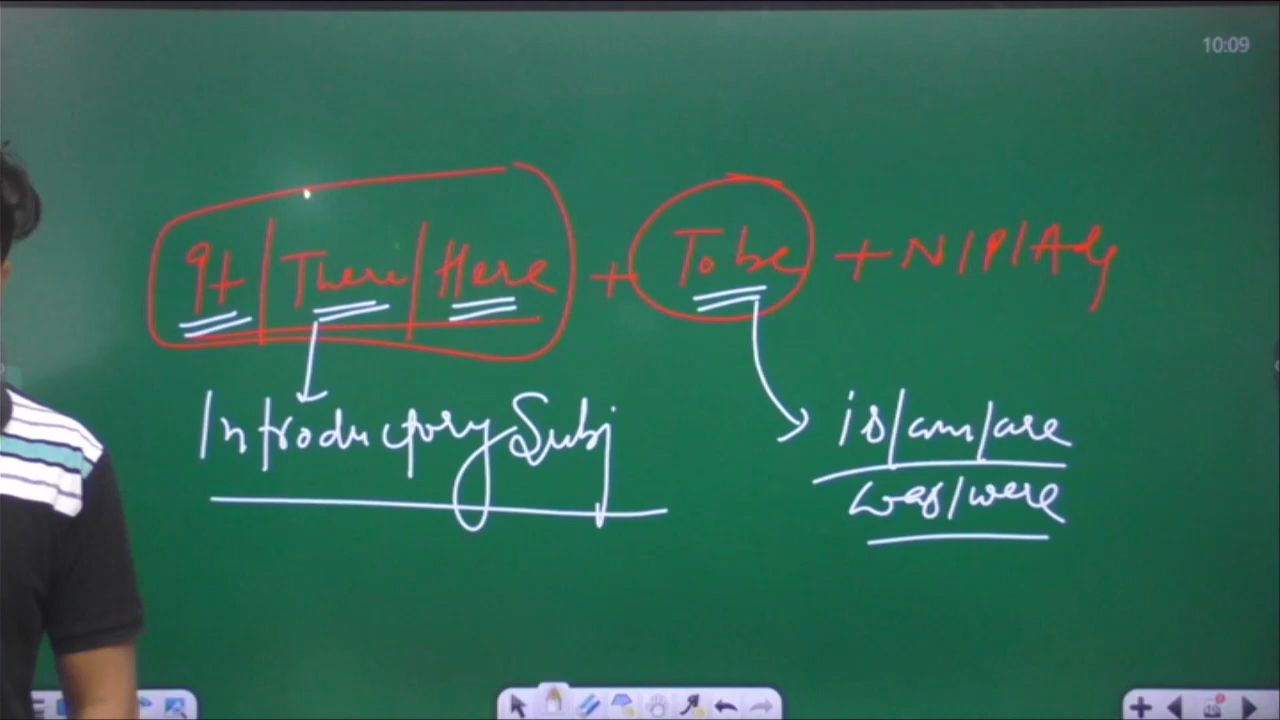 10:09
It/There/Here + To be + N/P/Adj
Introductory Subj
is/am/are
was/were